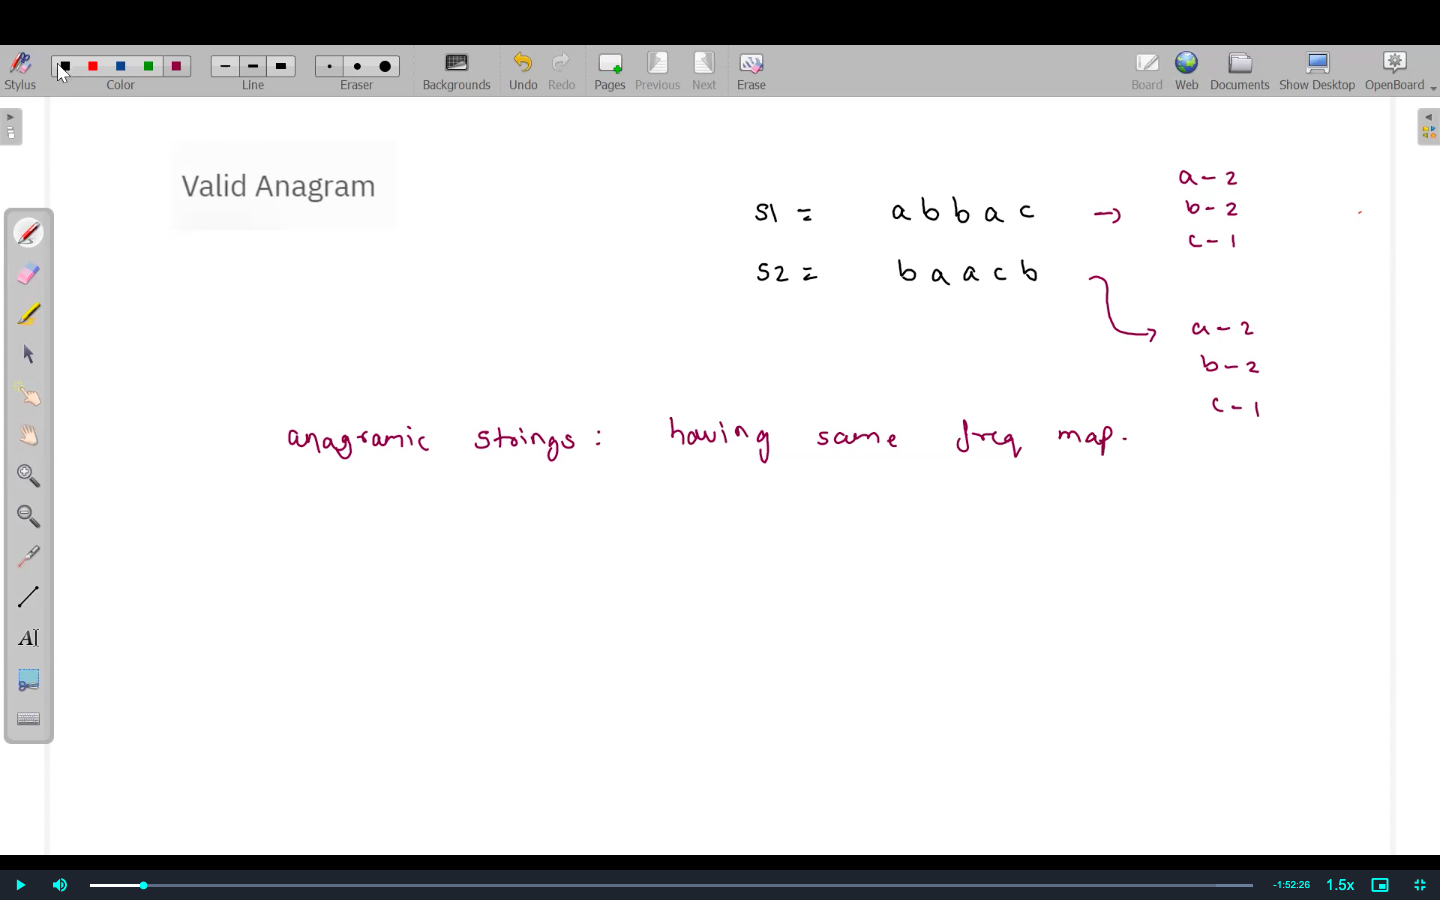 Stylus
Color
Line
Eraser
Backgrounds
Undo
Redo
Pages
Previous
Next
Erase
Board
Web
Documents
Show Desktop
OpenBoard
Valid Anagram
S1 = a b b a c →
a - 2
b - 2
c - 1
S2 = b a a c b
a - 2
b - 2
c - 1
anagramic strings : having same freq map.
AI
-1:52:26
1.5x